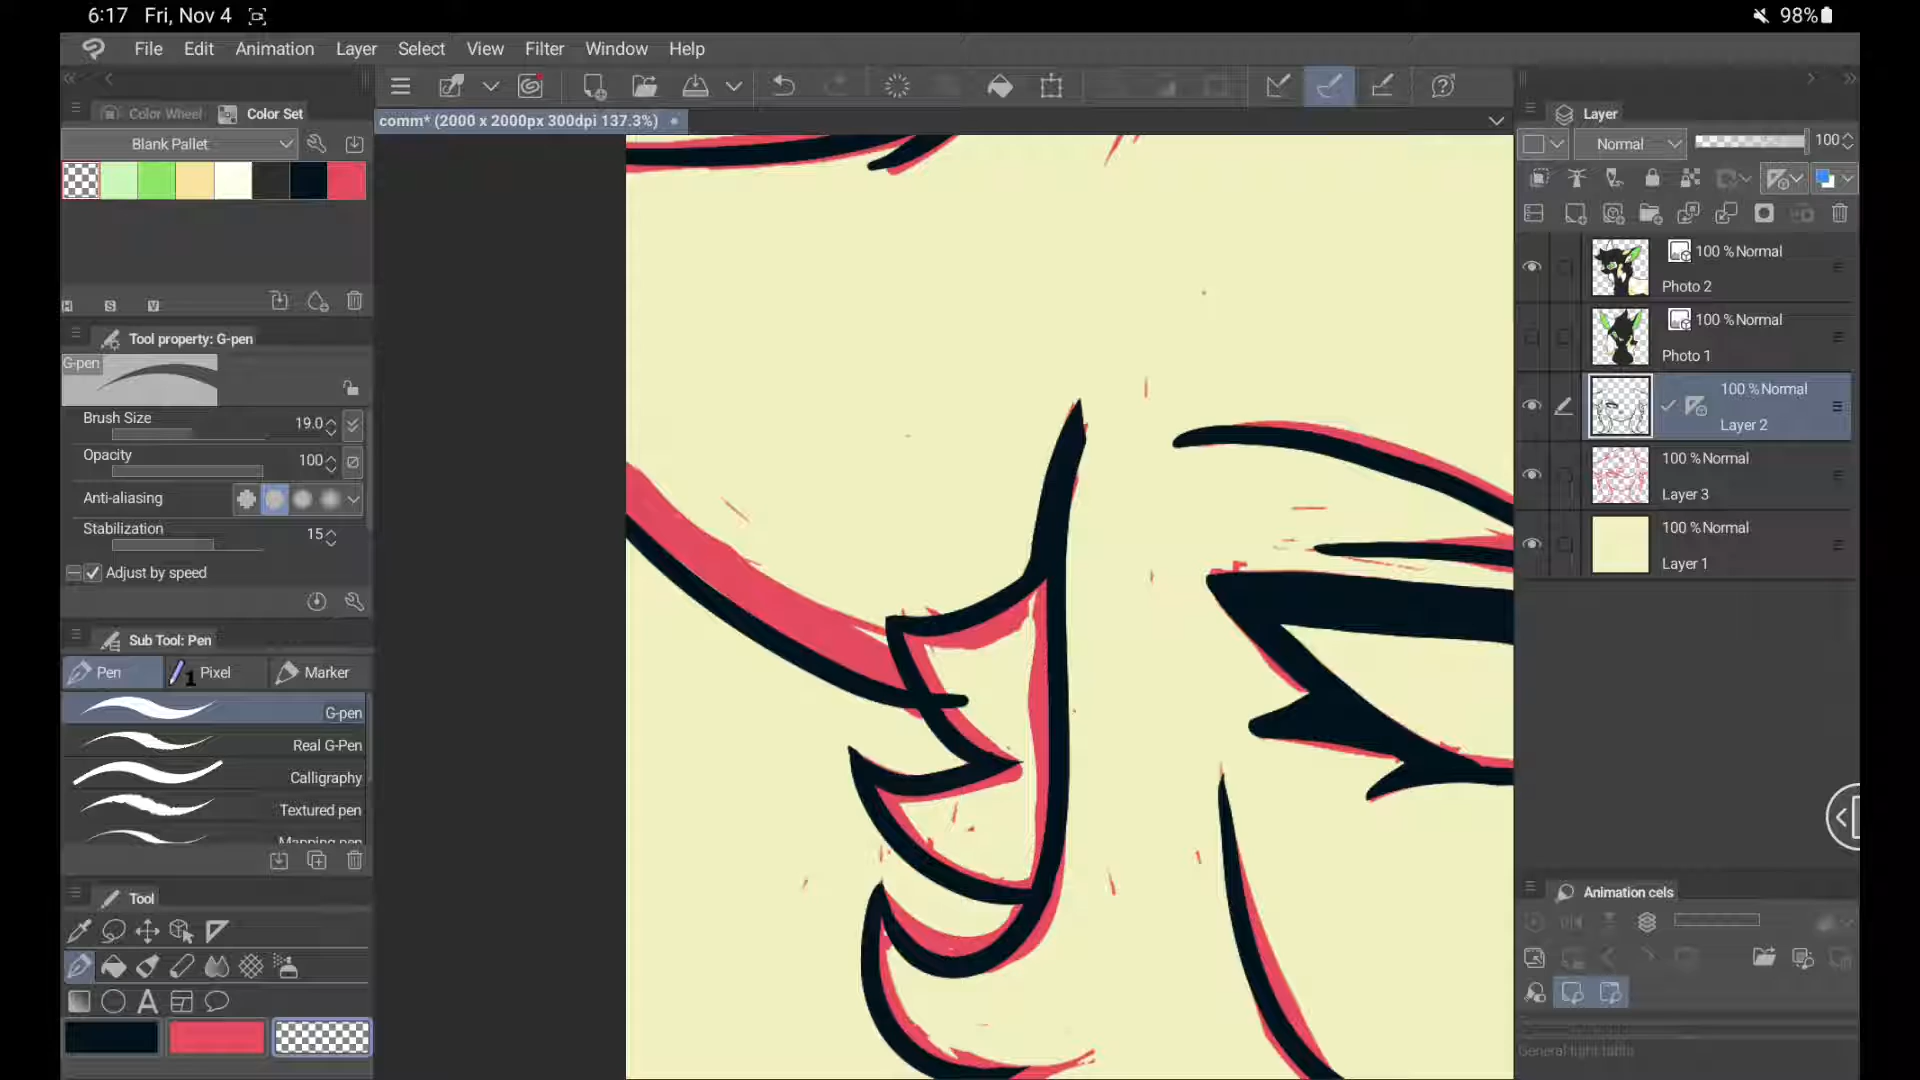 6:17 Fri, Nov 4
98%
File Edit Animation Layer Select View Filter Window Help
Color Wheel Color Set
comm* (2000 x 2000px 300dpi 137.3%)
Blank Pallet
H S V
Tool property: G-pen
G-pen
Brush Size 19.0
Opacity 100
Anti-aliasing
Stabilization 15
Adjust by speed
Sub Tool: Pen
Pen 1 Pixel Marker
G-pen
Real G-Pen
Calligraphy
Textured pen
Mapping pen
Tool
A
Layer
Normal 100
100 %Normal
Photo 2
100 %Normal
Photo 1
100 %Normal
Layer 2
100 %Normal
Layer 3
100 %Normal
Layer 1
Animation cels
General light table